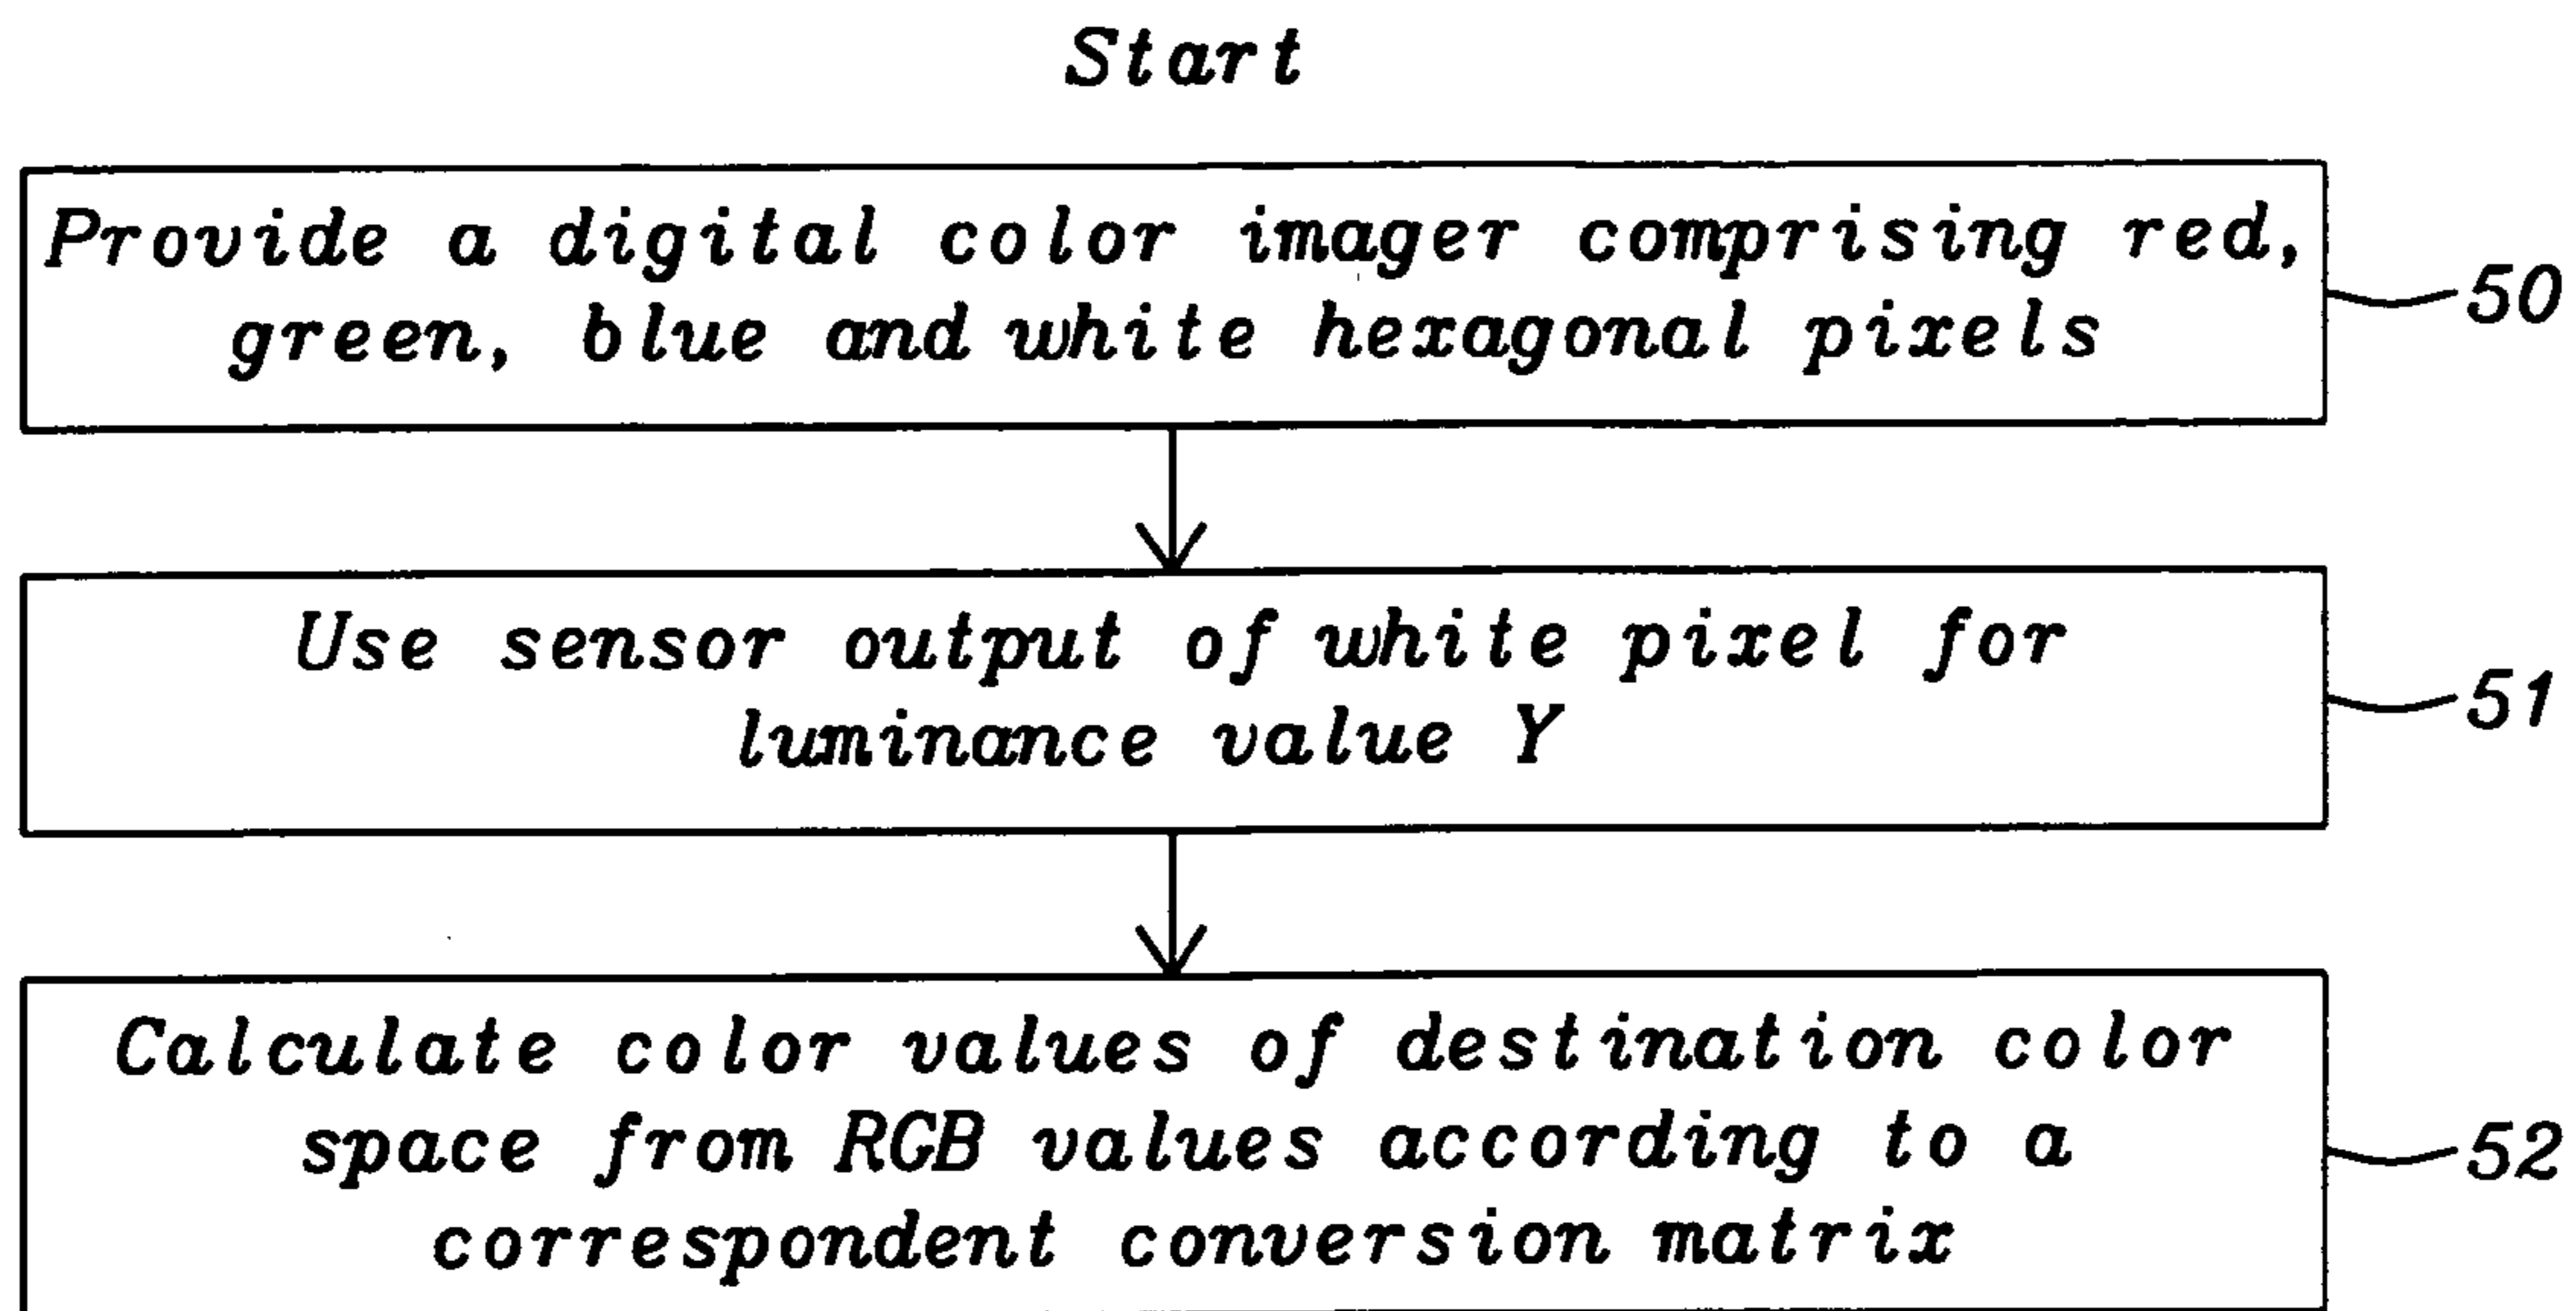 Start
Provide a digital color imager comprising red,
green, blue and white hexagonal pixels
50
Use sensor output of white pixel for
luminance value Y
51
Calculate color values of destination color
space from RGB values according to a
correspondent conversion matrix
52